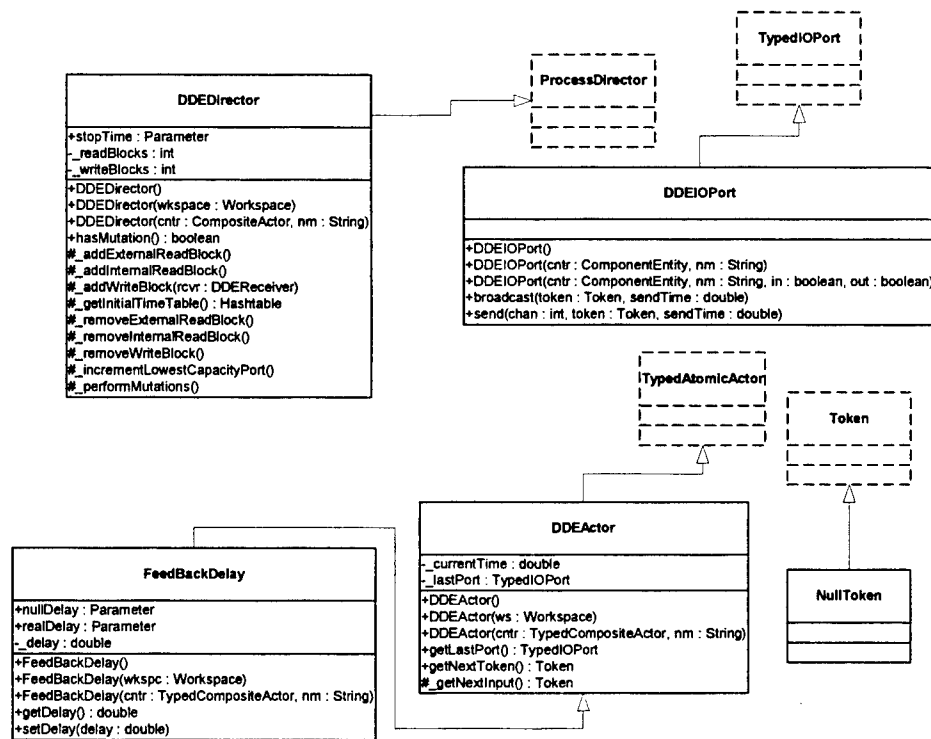 TypedIOPort
ProcessDirector
DDEDirector
+stopTime : Parameter
-_readBlocks : int
-_writeBlocks : int
+DDEDirector()
+DDEDirector(wkspace : Workspace)
+DDEDirector(cntr : CompositeActor, nm : String)
+hasMutation() : boolean
#_addExternalReadBlock()
#_addInternalReadBlock()
#_addWriteBlock(rcvr : DDEReceiver)
#_getInitialTimeTable() : Hashtable
#_removeExternalReadBlock()
#_removeInternalReadBlock()
#_removeWriteBlock()
#_incrementLowestCapacityPort()
#_performMutations()
DDEIOPort
+DDEIOPort()
+DDEIOPort(cntr : ComponentEntity, nm : String)
+DDEIOPort(cntr : ComponentEntity, nm : String, in : boolean, out : boolean)
+broadcast(token : Token, sendTime : double)
+send(chan : int, token : Token, sendTime : double)
TypedAtomicActor
Token
DDEActor
-_currentTime : double
-_lastPort : TypedIOPort
+DDEActor()
+DDEActor(ws : Workspace)
+DDEActor(cntr : TypedCompositeActor, nm : String)
+getLastPort() : TypedIOPort
+getNextToken() : Token
#_getNextInput() : Token
NullToken
FeedBackDelay
+nullDelay : Parameter
+realDelay : Parameter
-_delay : double
+FeedBackDelay()
+FeedBackDelay(wkspc : Workspace)
+FeedBackDelay(cntr : TypedCompositeActor, nm : String)
+getDelay() : double
+setDelay(delay : double)